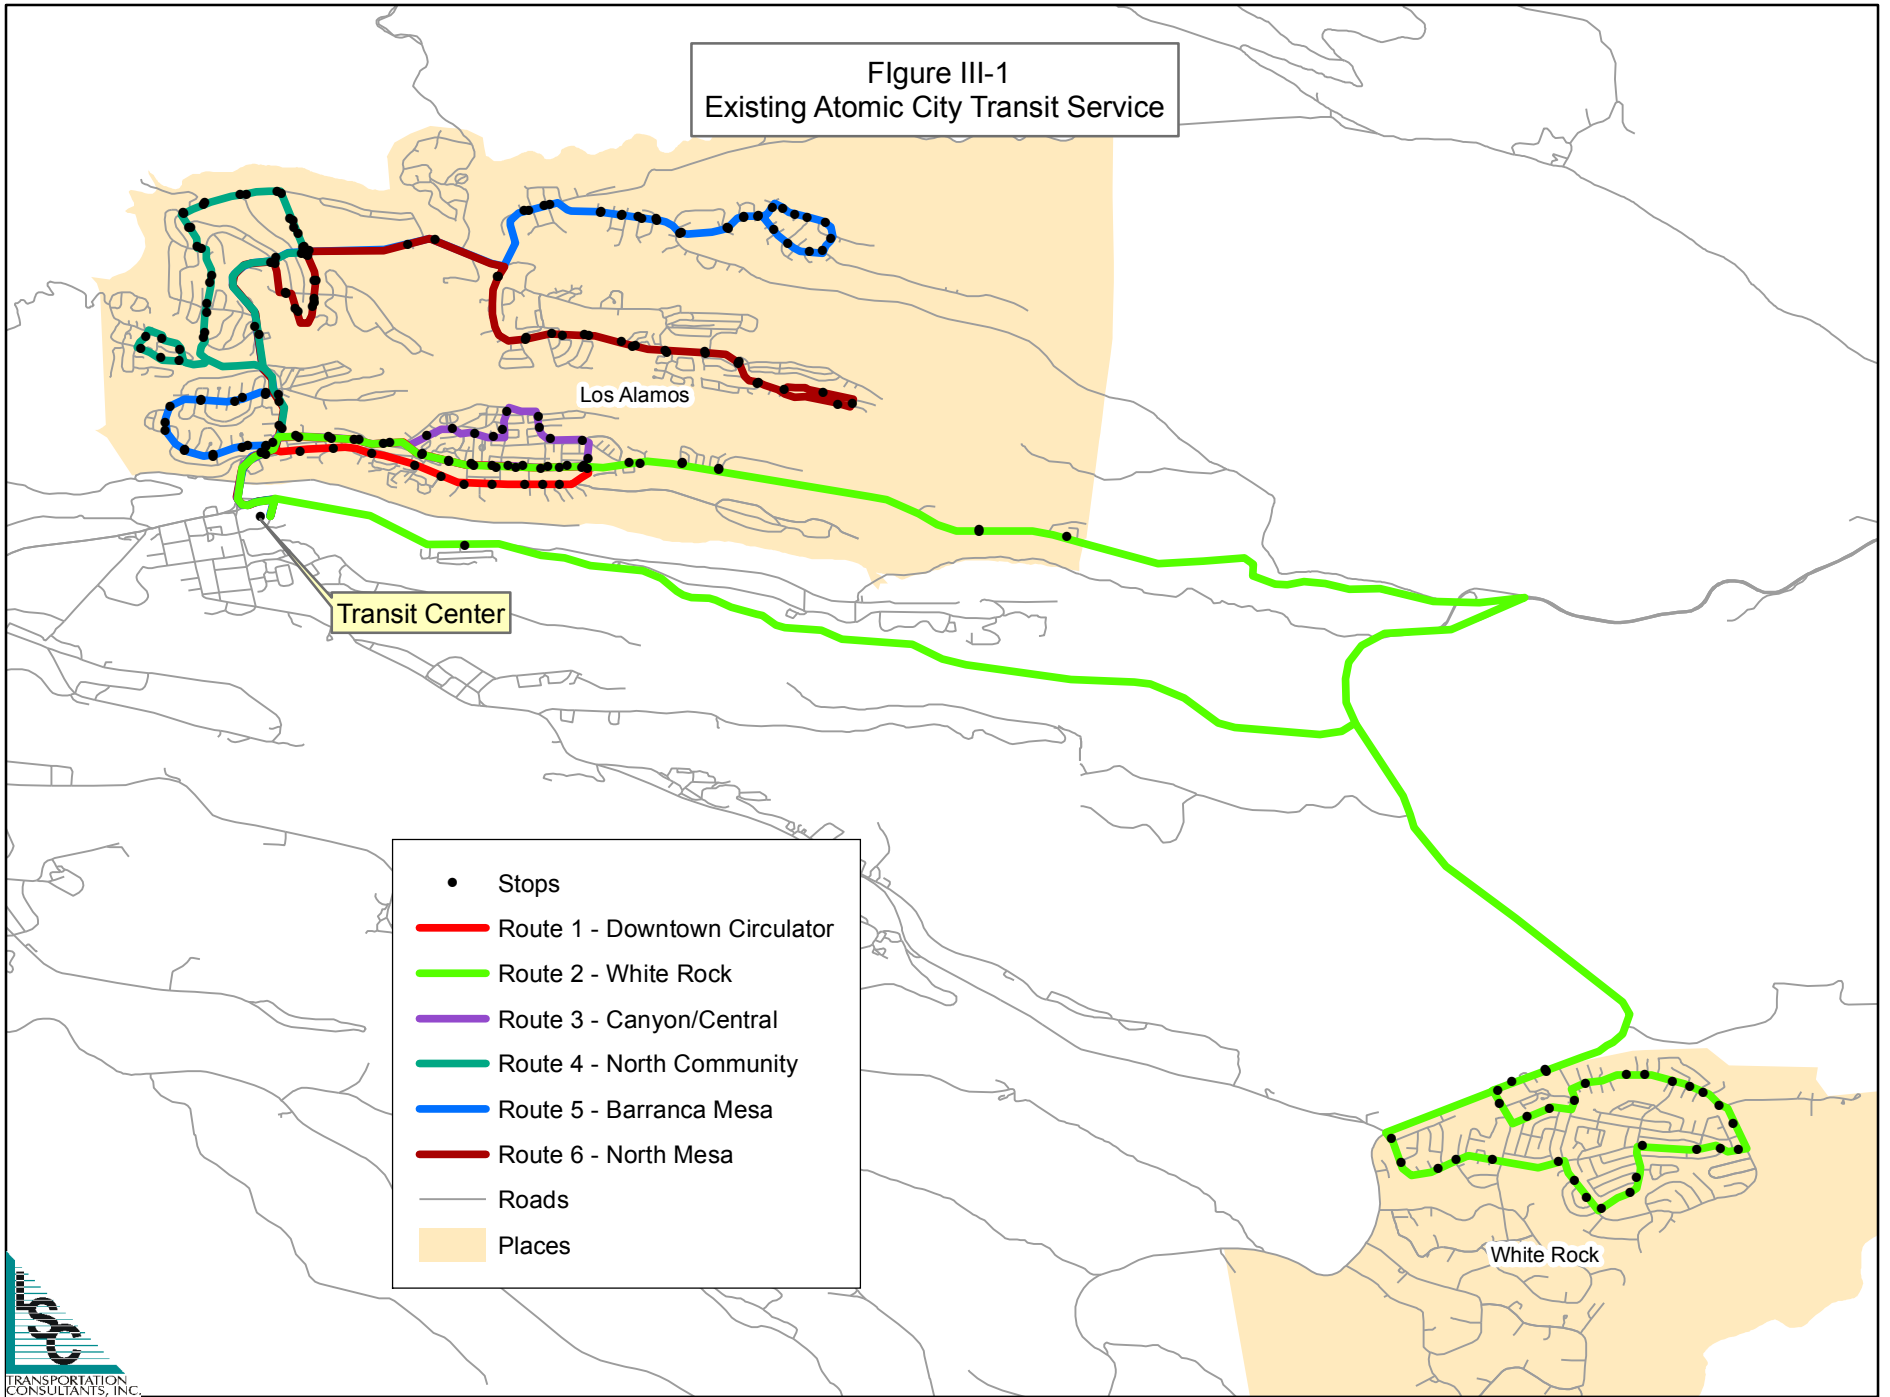 FIgure III-1
Existing Atomic City Transit Service
Los Alamos
Transit Center
Stops
Route 1 - Downtown Circulator
Route 2 - White Rock
Route 3 - Canyon/Central
Route 4 - North Community
Route 5 - Barranca Mesa
Route 6 - North Mesa
Roads
Places
White Rock
LSC
TRANSPORTATION
CONSULTANTS, INC.